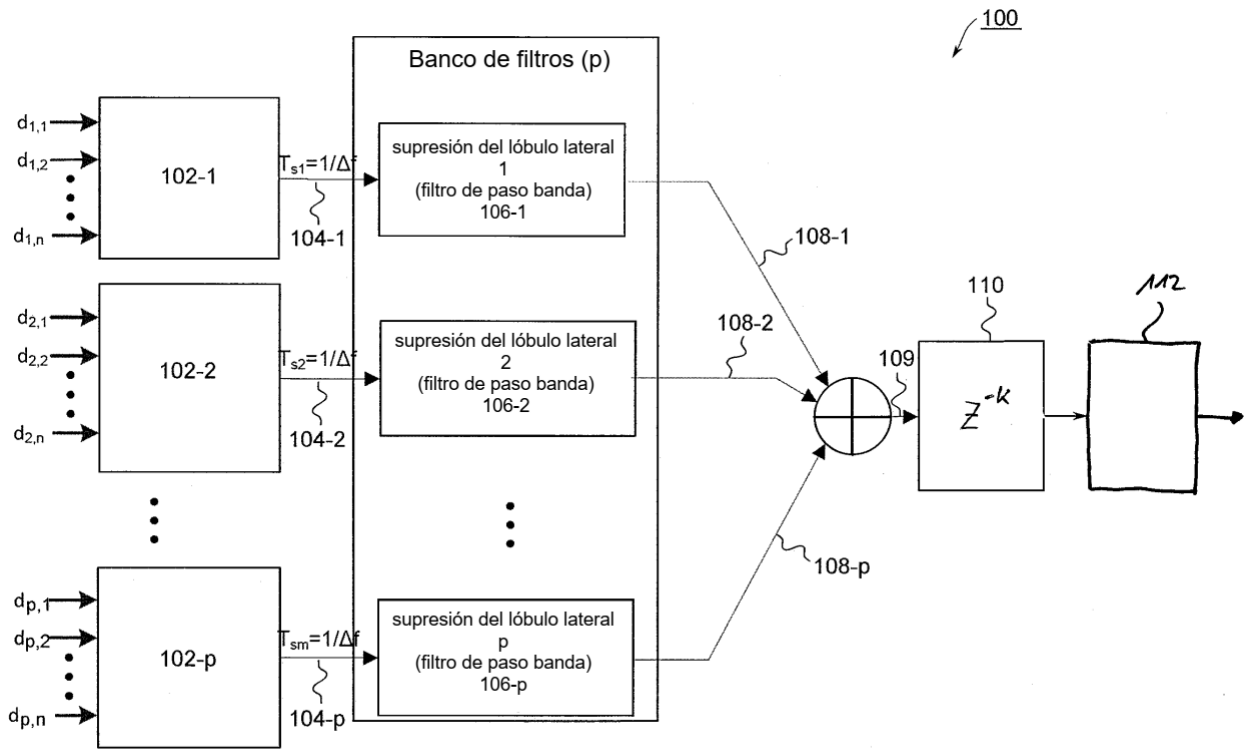 100
Banco de filtros (p)
d1,1
d1,2
d1,n
102-1
Ts1=1/Δf
104-1
supresión del lóbulo lateral
1
(filtro de paso banda)
106-1
108-1
d2,1
d2,2
d2,n
102-2
Ts2=1/Δf
104-2
supresión del lóbulo lateral
2
(filtro de paso banda)
106-2
108-2
109
110
Z^-k
112
dp,1
dp,2
dp,n
102-p
Tsm=1/Δf
104-p
supresión del lóbulo lateral
p
(filtro de paso banda)
106-p
108-p